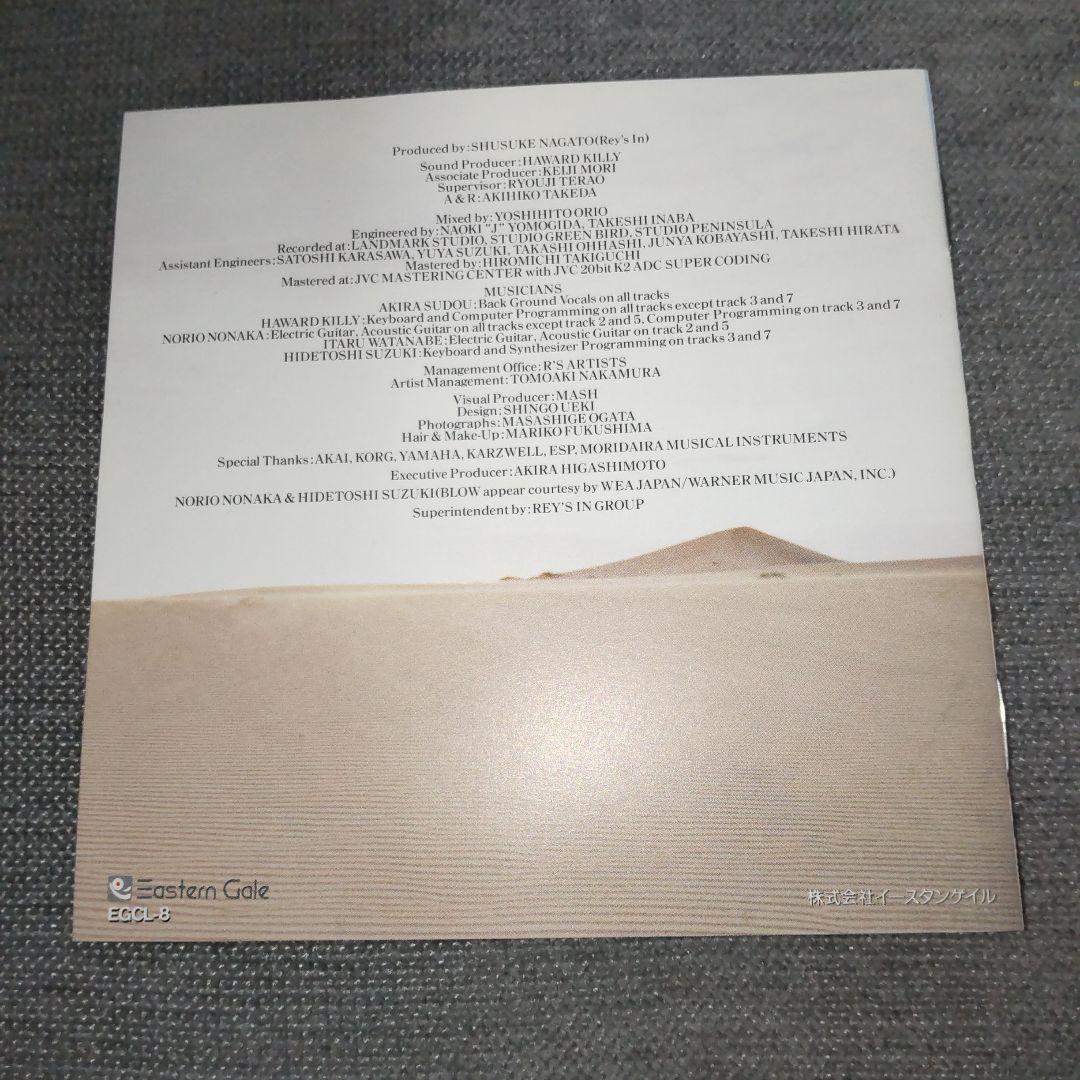 Produced by:SHUSUKE NAGATO(Rey's In)
Sound Producer:HAWARD KILLY
Associate Producer:KEIJI MORI
Supervisor:RYOUJI TERAO
A & R:AKIHIKO TAKEDA
Mixed by:YOSHIHITO ORIO
Engineered by:NAOKI "J" YOMOGIDA, TAKESHI INABA
Recorded at:LANDMARK STUDIO, STUDIO GREEN BIRD, STUDIO PENINSULA
Assistant Engineers:SATOSHI KARASAWA, YUYA SUZUKI, TAKASHI OHHASHI, JUNYA KOBAYASHI, TAKESHI HIRATA
Mastered by:HIROMICHI TAKIGUCHI
Mastered at:JVC MASTERING CENTER with JVC 20bit K2 ADC SUPER CODING
MUSICIANS
AKIRA SUDOU:Back Ground Vocals on all tracks
HAWARD KILLY:Keyboard and Computer Programming on all tracks except track 3 and 7
NORIO NONAKA:Electric Guitar, Acoustic Guitar on all tracks except track 2 and 5, Computer Programming on track 3 and 7
ITARU WATANABE:Electric Guitar, Acoustic Guitar on track 2 and 5
HIDETOSHI SUZUKI:Keyboard and Synthesizer Programming on tracks 3 and 7
Management Office:R'S ARTISTS
Artist Management:TOMOAKI NAKAMURA
Visual Producer:MASH
Design:SHINGO UEKI
Photographs:MASASHIGE OGATA
Hair & Make-Up:MARIKO FUKUSHIMA
Special Thanks:AKAI, KORG, YAMAHA, KARZWELL, ESP, MORIDAIRA MUSICAL INSTRUMENTS
Executive Producer:AKIRA HIGASHIMOTO
NORIO NONAKA & HIDETOSHI SUZUKI(BLOW appear courtesy by WEA JAPAN/WARNER MUSIC JAPAN, INC.)
Superintendent by:REY'S IN GROUP
Eastern Gale
EGCL-8
株式会社イースタンゲイル